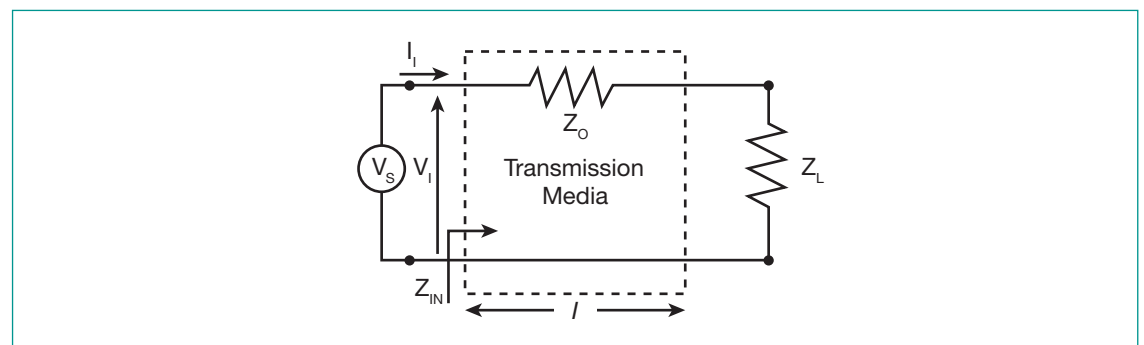 I_I
Z_O
Transmission
Media
V_S
V_I
Z_L
Z_IN
l